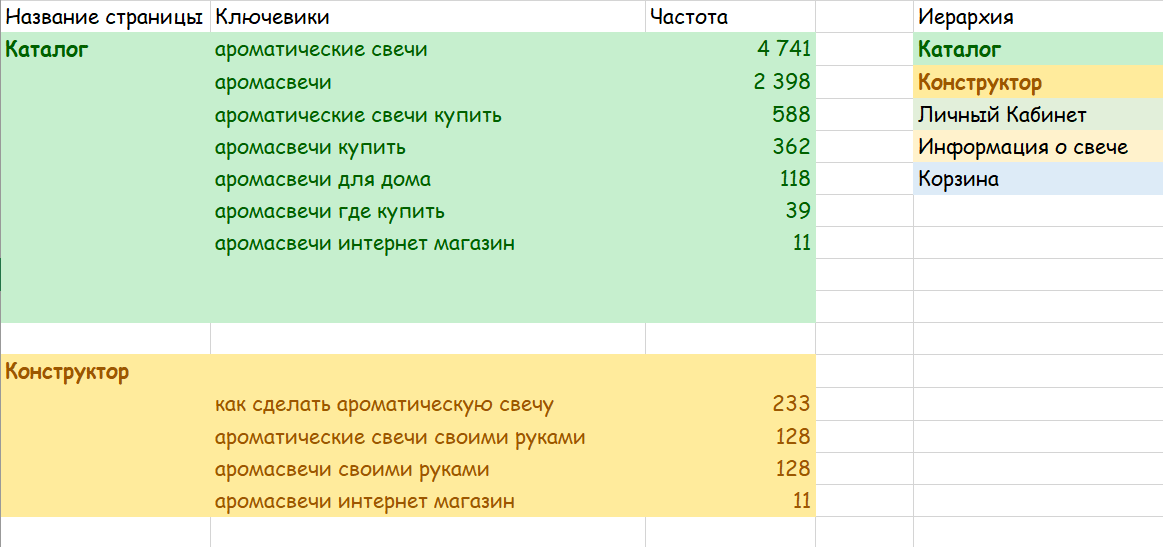 Название страницы Ключевики Частота Иерархия
Каталог ароматические свечи 4 741 Каталог
аромасвечи 2 398 Конструктор
ароматические свечи купить 588 Личный Кабинет
аромасвечи купить 362 Информация о свече
аромасвечи для дома 118 Корзина
аромасвечи где купить 39
аромасвечи интернет магазин 11
Конструктор
как сделать ароматическую свечу 233
ароматические свечи своими руками 128
аромасвечи своими руками 128
аромасвечи интернет магазин 11